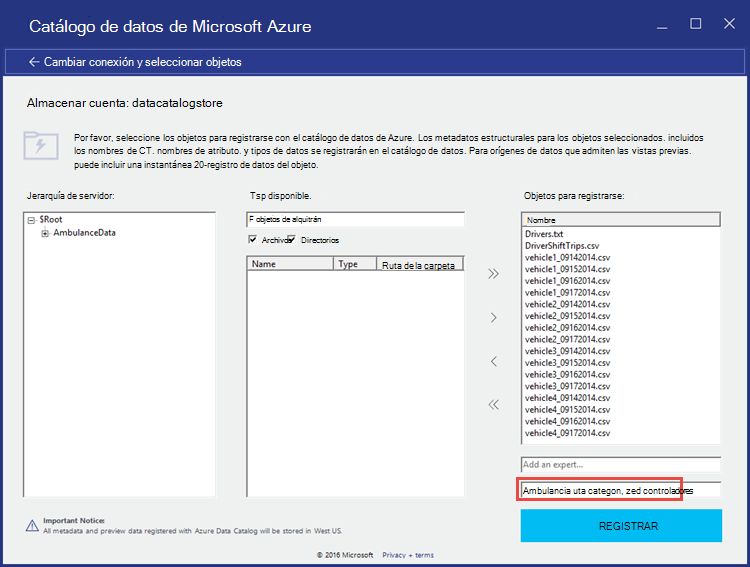 Catálogo de datos de Microsoft Azure
← Cambiar conexión y seleccionar objetos
Almacenar cuenta: datacatalogstore
Por favor, seleccione los objetos para registrarse con el catálogo de datos de Azure. Los metadatos estructurales para los objetos seleccionados. incluidos
los nombres de CT. nombres de atributo. y tipos de datos se registrarán en el catálogo de datos. Para orígenes de datos que admiten las vistas previas.
puede incluir una instantánea 20-registro de datos del objeto.
Jerarquía de servidor:
$Root
AmbulanceData
Tsp disponible.
F objetos de alquitrán
Archivos Directorios
Name Type Ruta de la carpeta
Objetos para registrarse:
Nombre
Drivers.txt
DriverShiftTrips.csv
vehicle1_09142014.csv
vehicle1_09152014.csv
vehicle1_09162014.csv
vehicle1_09172014.csv
vehicle2_09142014.csv
vehicle2_09152014.csv
vehicle2_09162014.csv
vehicle2_09172014.csv
vehicle3_09142014.csv
vehicle3_09152014.csv
vehicle3_09162014.csv
vehicle3_09172014.csv
vehicle4_09142014.csv
vehicle4_09152014.csv
vehicle4_09162014.csv
vehicle4_09172014.csv
Add an expert...
Ambulancia uta categon, zed controladores
REGISTRAR
Important Notice:
All metadata and preview data registered with Azure Data Catalog will be stored in West US.
© 2016 Microsoft Privacy + terms